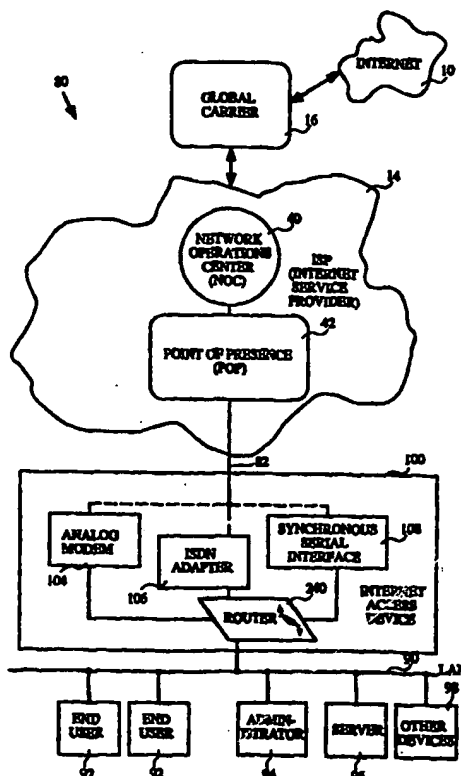 80
INTERNET
10
GLOBAL
CARRIER
16
14
40
NETWORK
OPERATIONS
CENTER
(NOC)
ISP
(INTERNET
SERVICE
PROVIDER)
42
POINT OF PRESENCE
(POP)
82
100
ANALOG
MODEM
104
ISDN
ADAPTER
106
SYNCHRONOUS
SERIAL
INTERFACE
108
240
ROUTER
INTERNET
ACCESS
DEVICE
90
LAN
98
END
USER
92
END
USER
92
ADMIN-
ISTRATOR
94
SERVER
96
OTHER
DEVICES